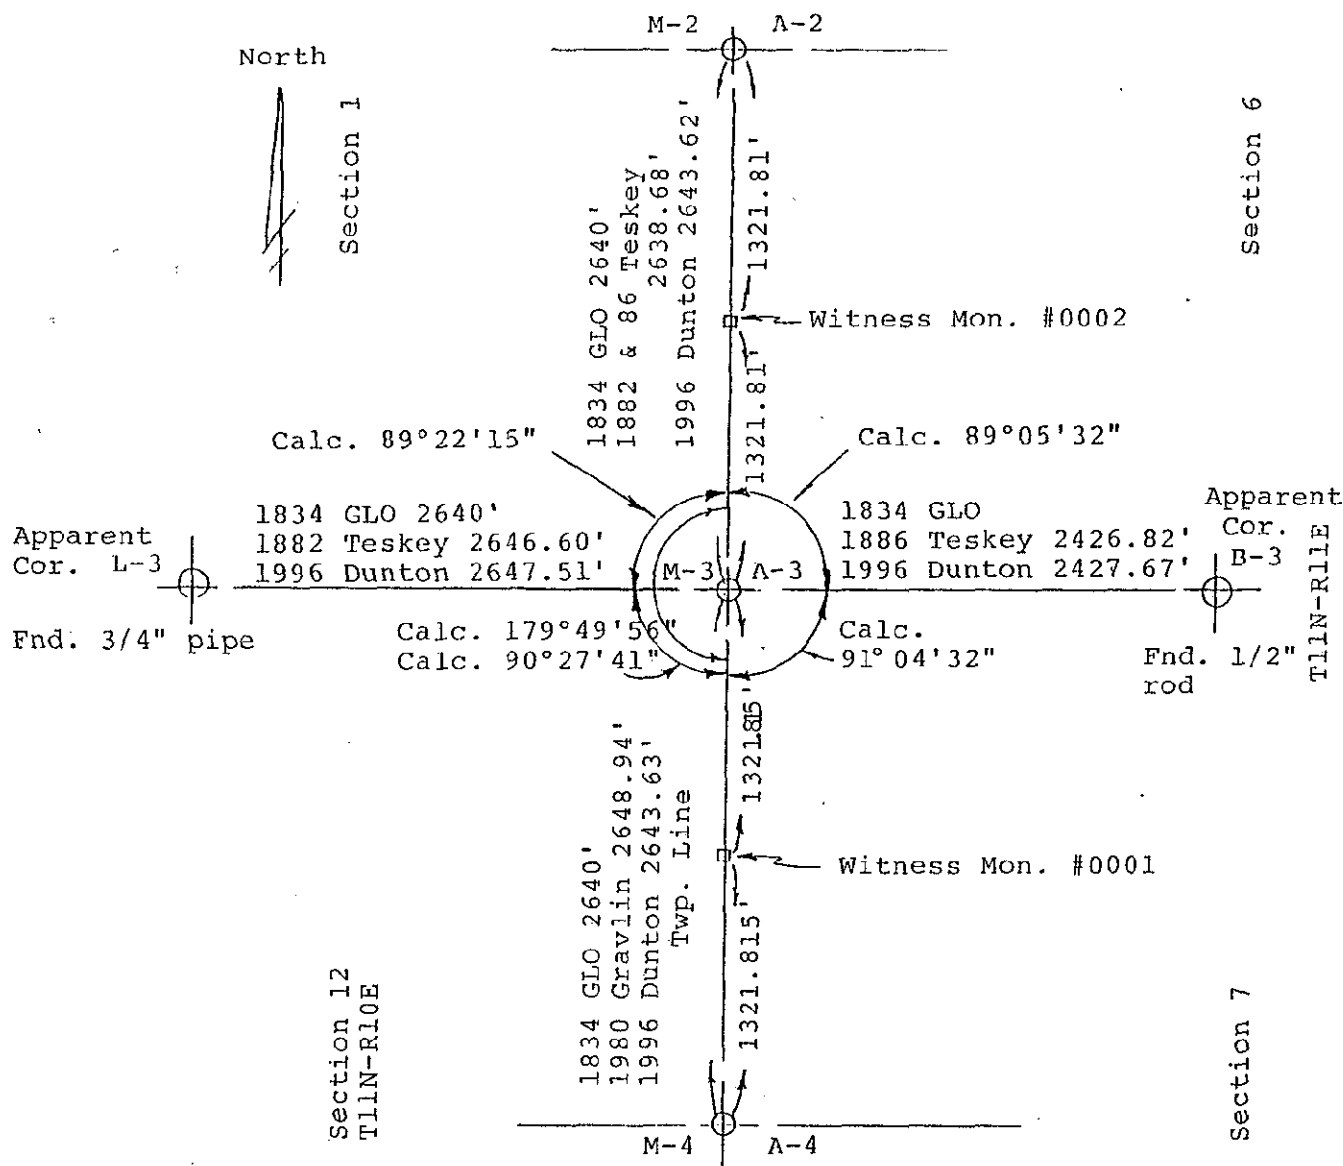 M-2 A-2
North
Section 1
Section 6
1834 GLO 2640'
1882 & 86 Teskey
2638.68'
1996 Dunton 2643.62'
1321.81'
Witness Mon. #0002
1321.81'
Calc. 89°22'15"
Calc. 89°05'32"
Apparent
Cor. L-3
1834 GLO 2640'
1882 Teskey 2646.60'
1996 Dunton 2647.51'
M-3 A-3
1834 GLO
1886 Teskey 2426.82'
1996 Dunton 2427.67'
Apparent
Cor.
B-3
T11N-R11E
Fnd. 3/4" pipe
Calc. 179°49'56"
Calc. 90°27'41"
Calc.
91°04'32"
Fnd. 1/2"
rod
1834 GLO 2640'
1980 Gravlin 2648.94'
1996 Dunton 2643.63'
Twp. Line
1321.815'
Witness Mon. #0001
1321.815'
Section 12
T11N-R10E
Section 7
M-4 A-4